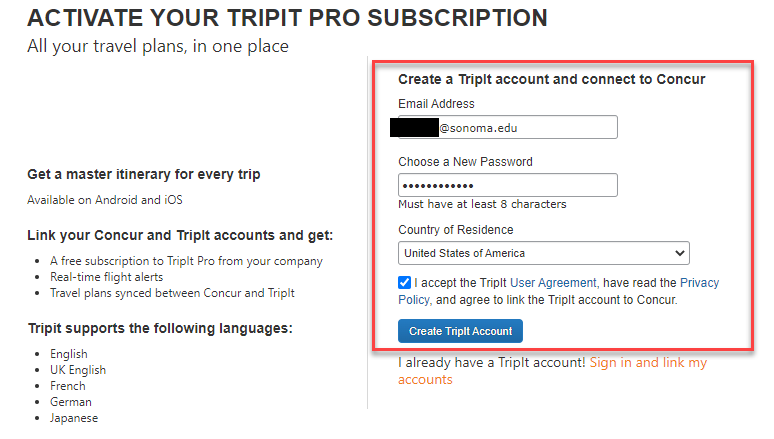 ACTIVATE YOUR TRIPIT PRO SUBSCRIPTION
All your travel plans, in one place
Get a master itinerary for every trip
Available on Android and iOS
Link your Concur and TripIt accounts and get:
A free subscription to TripIt Pro from your company
Real-time flight alerts
Travel plans synced between Concur and TripIt
Tripit supports the following languages:
English
UK English
French
German
Japanese
Create a TripIt account and connect to Concur
Email Address
@sonoma.edu
Choose a New Password
••••••••••••
Must have at least 8 characters
Country of Residence
United States of America
I accept the TripIt User Agreement, have read the Privacy
Policy, and agree to link the TripIt account to Concur.
Create TripIt Account
I already have a TripIt account! Sign in and link my
accounts